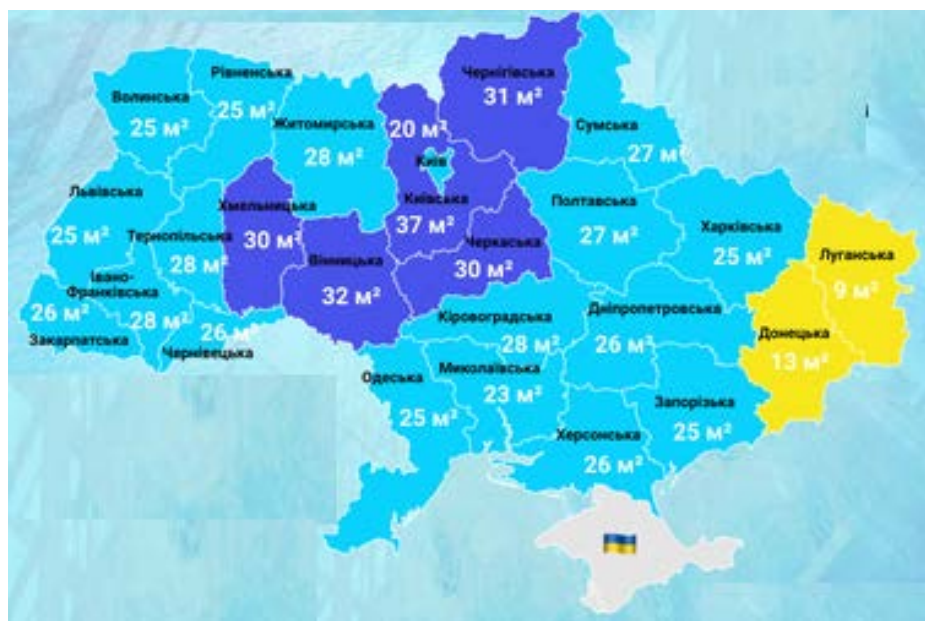 Рівненська
25 м²
Волинська
25 м²
Житомирська
28 м²
20 м²
Київ
Чернігівська
31 м²
Сумська
27 м²
Львівська
25 м²
Тернопільська
28 м²
Хмельницька
30 м²
Вінницька
32 м²
Київська
37 м²
Черкаська
30 м²
Полтавська
27 м²
Харківська
25 м²
Луганська
9 м²
Донецька
13 м²
Івано-
Франківська
28 м²
26 м²
Закарпатська
26 м²
Чернівецька
Кіровоградська
28 м²
Дніпропетровська
26 м²
Одеська
25 м²
Миколаївська
23 м²
Херсонська
26 м²
Запорізька
25 м²